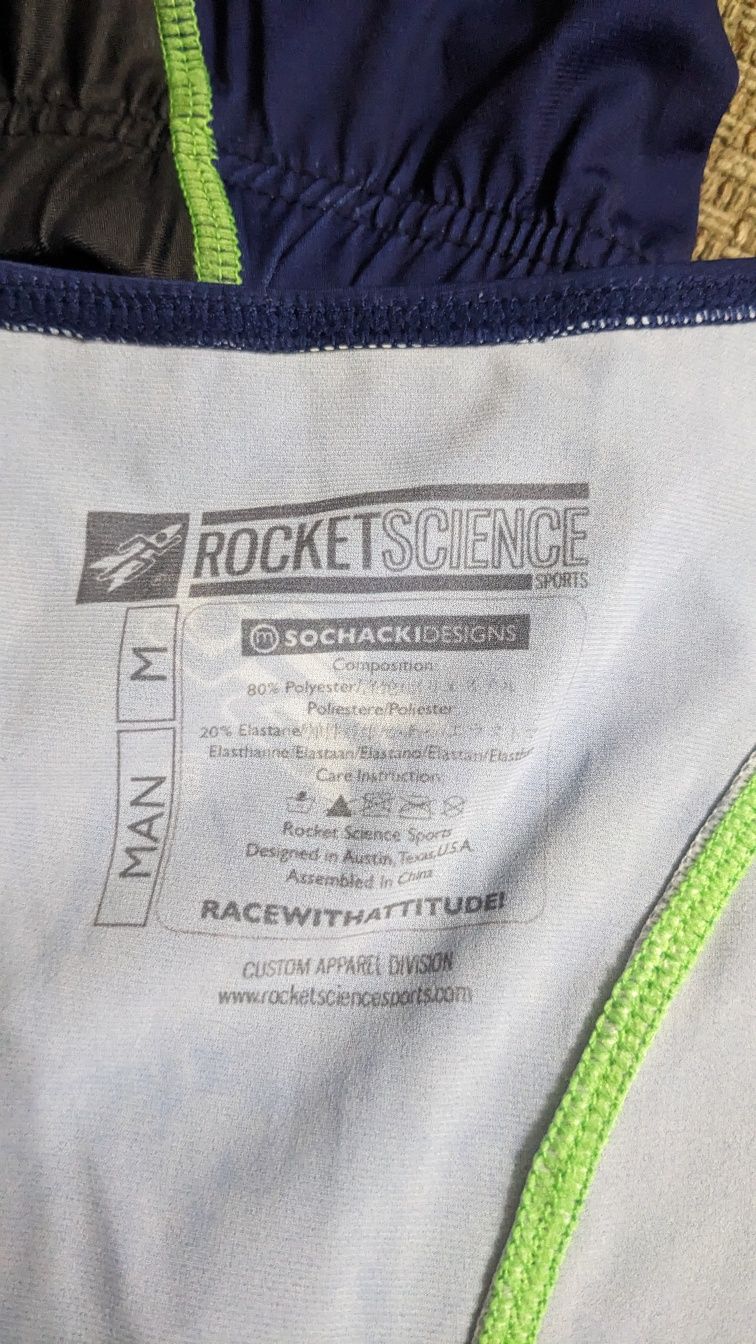 ROCKETSCIENCE
SPORTS
M
MAN
m SOCHACKIDESIGNS
Composition:
80% Polyester/
Poliestere/Poliester
20% Elastane/
Elasthanne/Elastaan/Elastano/Elastan/
Care Instruction:
Rocket Science Sports
Designed in Austin, Texas, U.S.A.
Assembled In China
RACEWITHATTITUDE!
CUSTOM APPAREL DIVISION
www.rocketsciencesports.com